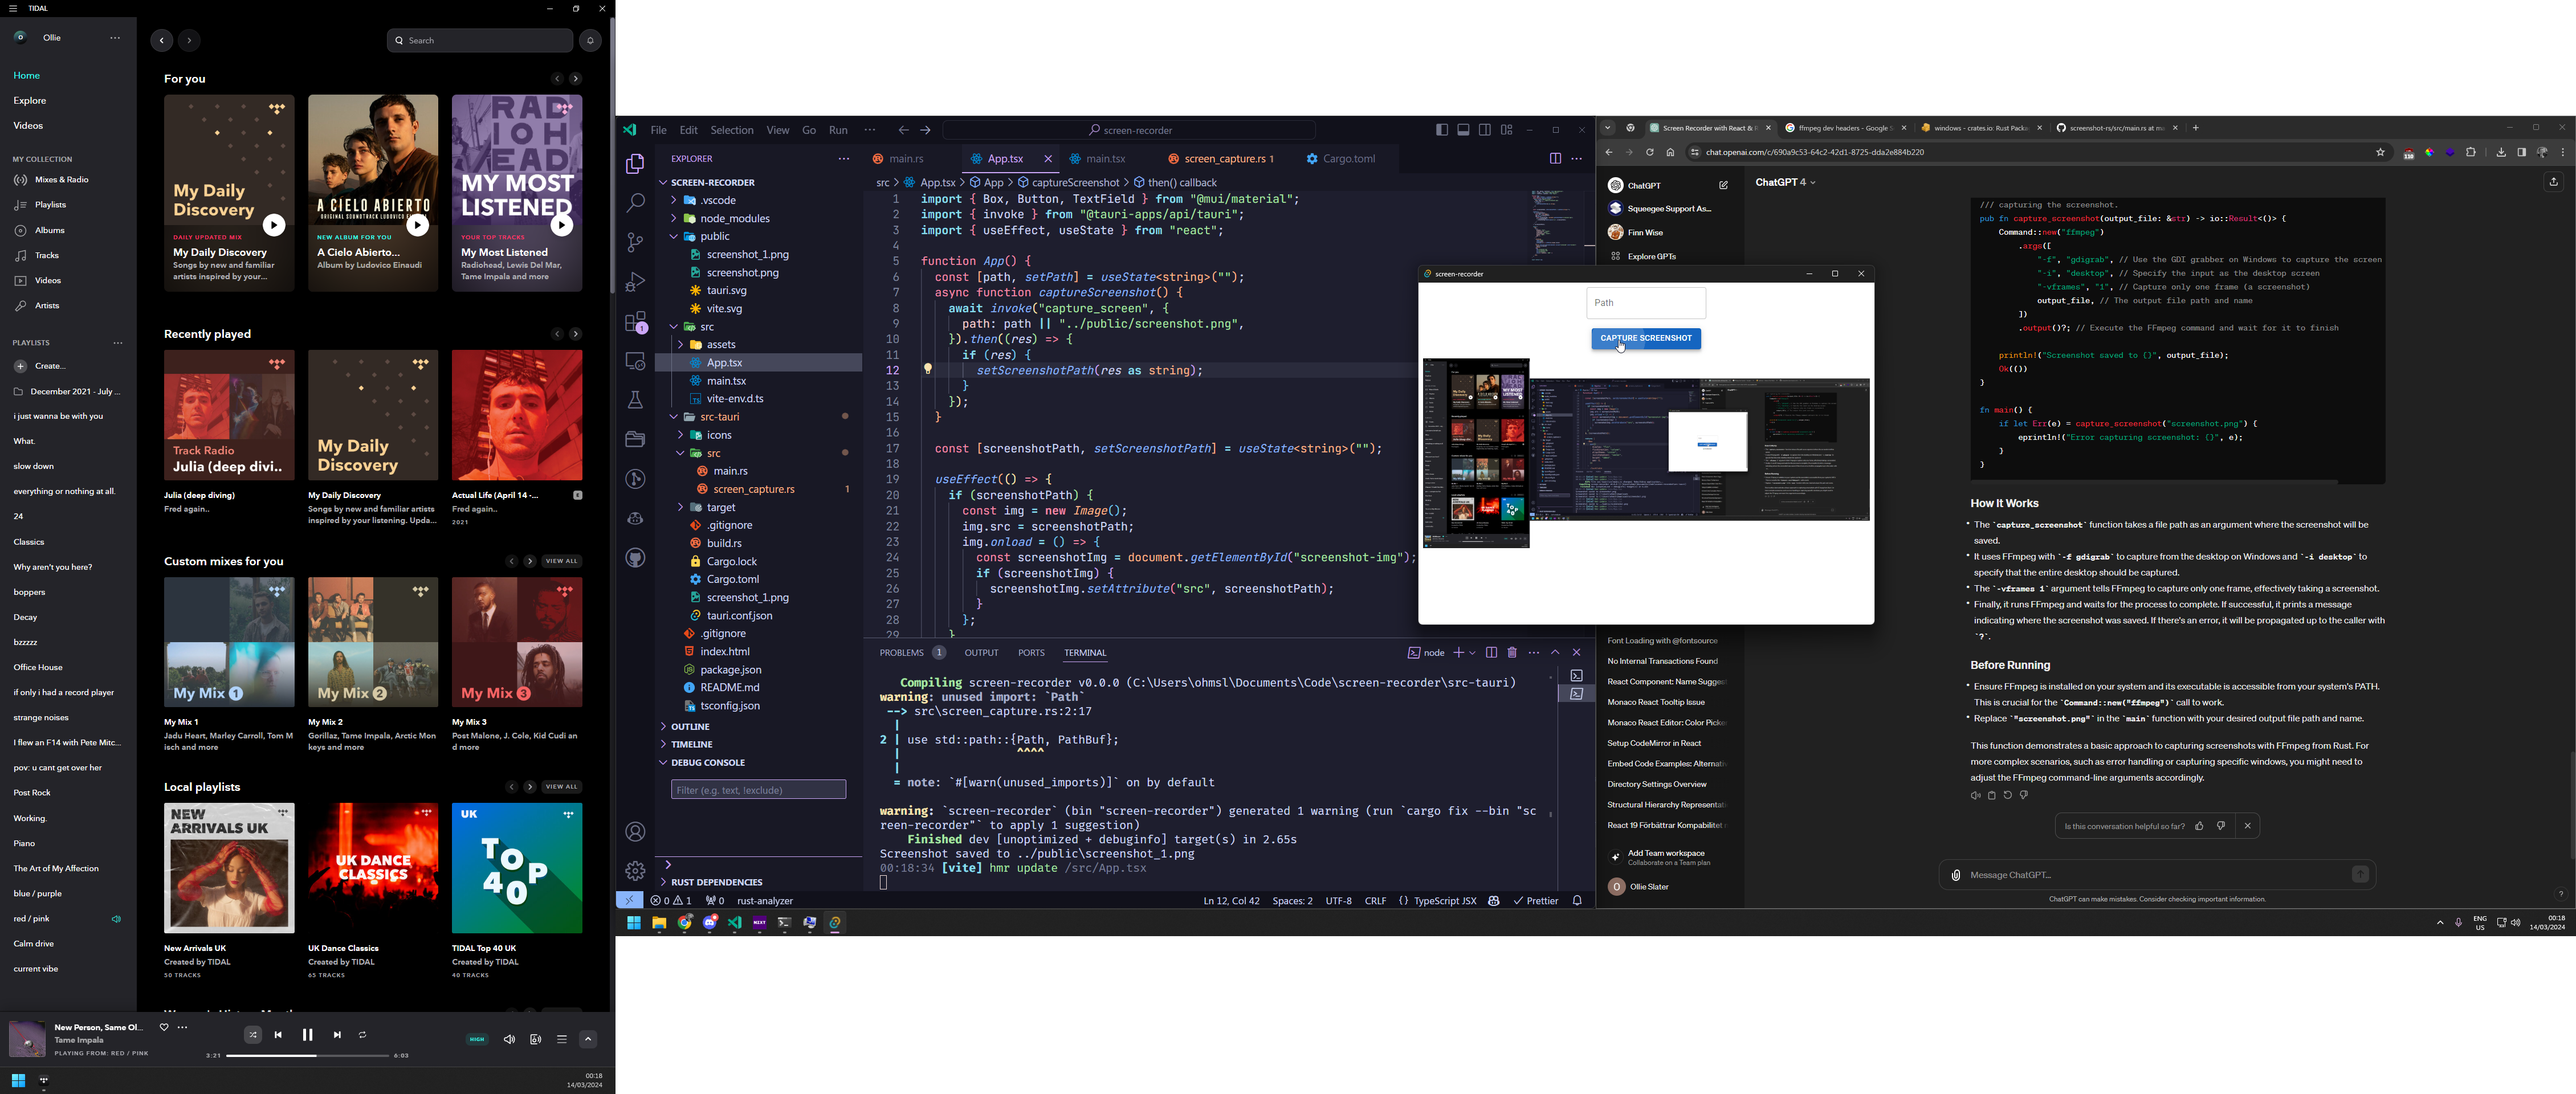 TIDAL
Ollie
Home
Explore
Videos
MY COLLECTION
Mixes & Radio
Playlists
Albums
Tracks
Videos
Artists
PLAYLISTS
Create...
December 2021 - July ...
i just wanna be with you
What.
slow down
everything or nothing at all.
24
Classics
Why aren't you here?
boppers
Decay
bzzzzz
Office House
if only i had a record player
strange noises
I flew an F14 with Pete Mitc...
pov: u cant get over her
Post Rock
Working.
Piano
The Art of My Affection
blue / purple
red / pink
Calm drive
current vibe
Search
For you
My Daily
Discovery
DAILY UPDATED MIX
My Daily Discovery
Songs by new and familiar
artists inspired by your...
A CIELO ABIERTO
ORIGINAL SOUNDTRACK LUDOVICO EINAUDI
NEW ALBUM FOR YOU
A Cielo Abierto...
Album by Ludovico Einaudi
RADIOHEAD
MY MOST
LISTENED
YOUR TOP TRACKS
My Most Listened
Radiohead, Lewis Del Mar,
Tame Impala and more
Recently played
Track Radio
Julia (deep divi..
My Daily
Discovery
Julia (deep diving)
Fred again..
My Daily Discovery
Songs by new and familiar artists
inspired by your listening. Upda...
Actual Life (April 14 -...
E
Fred again..
2021
Custom mixes for you
VIEW ALL
My Mix 1
My Mix 2
My Mix 3
My Mix 1
Jadu Heart, Marley Carroll, Tom M
isch and more
My Mix 2
Gorillaz, Tame Impala, Arctic Mon
keys and more
My Mix 3
Post Malone, J. Cole, Kid Cudi an
d more
Local playlists
VIEW ALL
NEW
ARRIVALS UK
UK DANCE
CLASSICS
UK
TOP
40
New Arrivals UK
Created by TIDAL
50 TRACKS
UK Dance Classics
Created by TIDAL
65 TRACKS
TIDAL Top 40 UK
Created by TIDAL
40 TRACKS
New Person, Same Ol...
Tame Impala
PLAYING FROM: RED / PINK
3:21
6:03
HIGH
00:18
14/03/2024
File Edit Selection View Go Run ...
screen-recorder
EXPLORER
SCREEN-RECORDER
.vscode
node_modules
public
screenshot_1.png
screenshot.png
tauri.svg
vite.svg
src
assets
App.tsx
main.tsx
vite-env.d.ts
src-tauri
icons
src
main.rs
screen_capture.rs 1
target
.gitignore
build.rs
Cargo.lock
Cargo.toml
screenshot_1.png
tauri.conf.json
.gitignore
index.html
package.json
README.md
tsconfig.json
OUTLINE
TIMELINE
DEBUG CONSOLE
Filter (e.g. text, !exclude)
RUST DEPENDENCIES
main.rs
App.tsx
main.tsx
screen_capture.rs 1
Cargo.toml
src > App.tsx > App > captureScreenshot > then() callback
1 import { Box, Button, TextField } from "@mui/material";
2 import { invoke } from "@tauri-apps/api/tauri";
3 import { useEffect, useState } from "react";
4
5 function App() {
6 const [path, setPath] = useState<string>("");
7 async function captureScreenshot() {
8 await invoke("capture_screen", {
9 path: path || "../public/screenshot.png",
10 }).then((res) => {
11 if (res) {
12 setScreenshotPath(res as string);
13 }
14 });
15 }
16
17 const [screenshotPath, setScreenshotPath] = useState<string>("");
18
19 useEffect(() => {
20 if (screenshotPath) {
21 const img = new Image();
22 img.src = screenshotPath;
23 img.onload = () => {
24 const screenshotImg = document.getElementById("screenshot-img");
25 if (screenshotImg) {
26 screenshotImg.setAttribute("src", screenshotPath);
27 }
28 };
29 }
PROBLEMS 1 OUTPUT PORTS TERMINAL
node
Compiling screen-recorder v0.0.0 (C:\Users\ohmsl\Documents\Code\screen-recorder\src-tauri)
warning: unused import: `Path`
--> src\screen_capture.rs:2:17
|
2 | use std::path::{Path, PathBuf};
| ^^^^
|
= note: `#[warn(unused_imports)]` on by default
warning: `screen-recorder` (bin "screen-recorder") generated 1 warning (run `cargo fix --bin "sc
reen-recorder"` to apply 1 suggestion)
Finished dev [unoptimized + debuginfo] target(s) in 2.65s
Screenshot saved to ../public\screenshot_1.png
00:18:34 [vite] hmr update /src/App.tsx
0 1 0 rust-analyzer
Ln 12, Col 42 Spaces: 2 UTF-8 CRLF {} TypeScript JSX Prettier
screen-recorder
Path
CAPTURE SCREENSHOT
Screen Recorder with React & R
ffmpeg dev headers - Google S
windows - crates.io: Rust Packa
screenshot-rs/src/main.rs at ma
chat.openai.com/c/690a9c53-64c2-42d1-8725-dda2e884b220
ChatGPT
Squeegee Support As...
Finn Wise
Explore GPTs
Font Loading with @fontsource
No Internal Transactions Found
React Component: Name Sugges
Monaco React Tooltip Issue
Monaco React Editor: Color Picke
Setup CodeMirror in React
Embed Code Examples: Alternati
Directory Settings Overview
Structural Hierarchy Representati
React 19 Förbättrar Kompabilitet
Add Team workspace
Collaborate on a Team plan
Ollie Slater
ChatGPT 4
/// capturing the screenshot.
pub fn capture_screenshot(output_file: &str) -> io::Result<()> {
Command::new("ffmpeg")
.args([
"-f", "gdigrab", // Use the GDI grabber on Windows to capture the screen
"-i", "desktop", // Specify the input as the desktop screen
"-vframes", "1", // Capture only one frame (a screenshot)
output_file, // The output file path and name
])
.output()?; // Execute the FFmpeg command and wait for it to finish
println!("Screenshot saved to {}", output_file);
Ok(())
}
fn main() {
if let Err(e) = capture_screenshot("screenshot.png") {
eprintln!("Error capturing screenshot: {}", e);
}
}
How It Works
• The `capture_screenshot` function takes a file path as an argument where the screenshot will be
saved.
• It uses FFmpeg with `-f gdigrab` to capture from the desktop on Windows and `-i desktop` to
specify that the entire desktop should be captured.
• The `-vframes 1` argument tells FFmpeg to capture only one frame, effectively taking a screenshot.
• Finally, it runs FFmpeg and waits for the process to complete. If successful, it prints a message
indicating where the screenshot was saved. If there's an error, it will be propagated up to the caller with
`?`.
Before Running
• Ensure FFmpeg is installed on your system and its executable is accessible from your system's PATH.
This is crucial for the `Command::new("ffmpeg")` call to work.
• Replace `"screenshot.png"` in the `main` function with your desired output file path and name.
This function demonstrates a basic approach to capturing screenshots with FFmpeg from Rust. For
more complex scenarios, such as error handling or capturing specific windows, you might need to
adjust the FFmpeg command-line arguments accordingly.
Is this conversation helpful so far?
Message ChatGPT...
ChatGPT can make mistakes. Consider checking important information.
?
ENG
US
00:18
14/03/2024